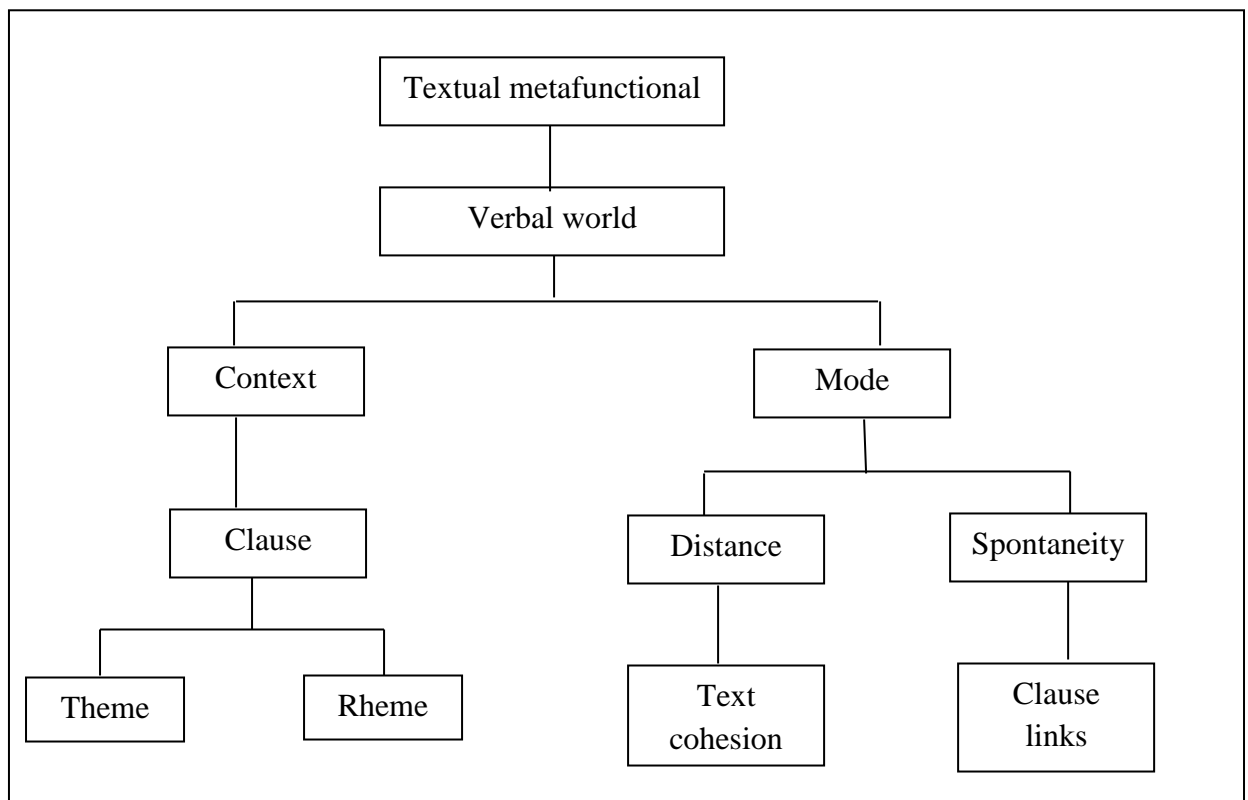 Textual metafunctional
Verbal world
Context
Mode
Clause
Distance
Spontaneity
Theme
Rheme
Text
cohesion
Clause
links